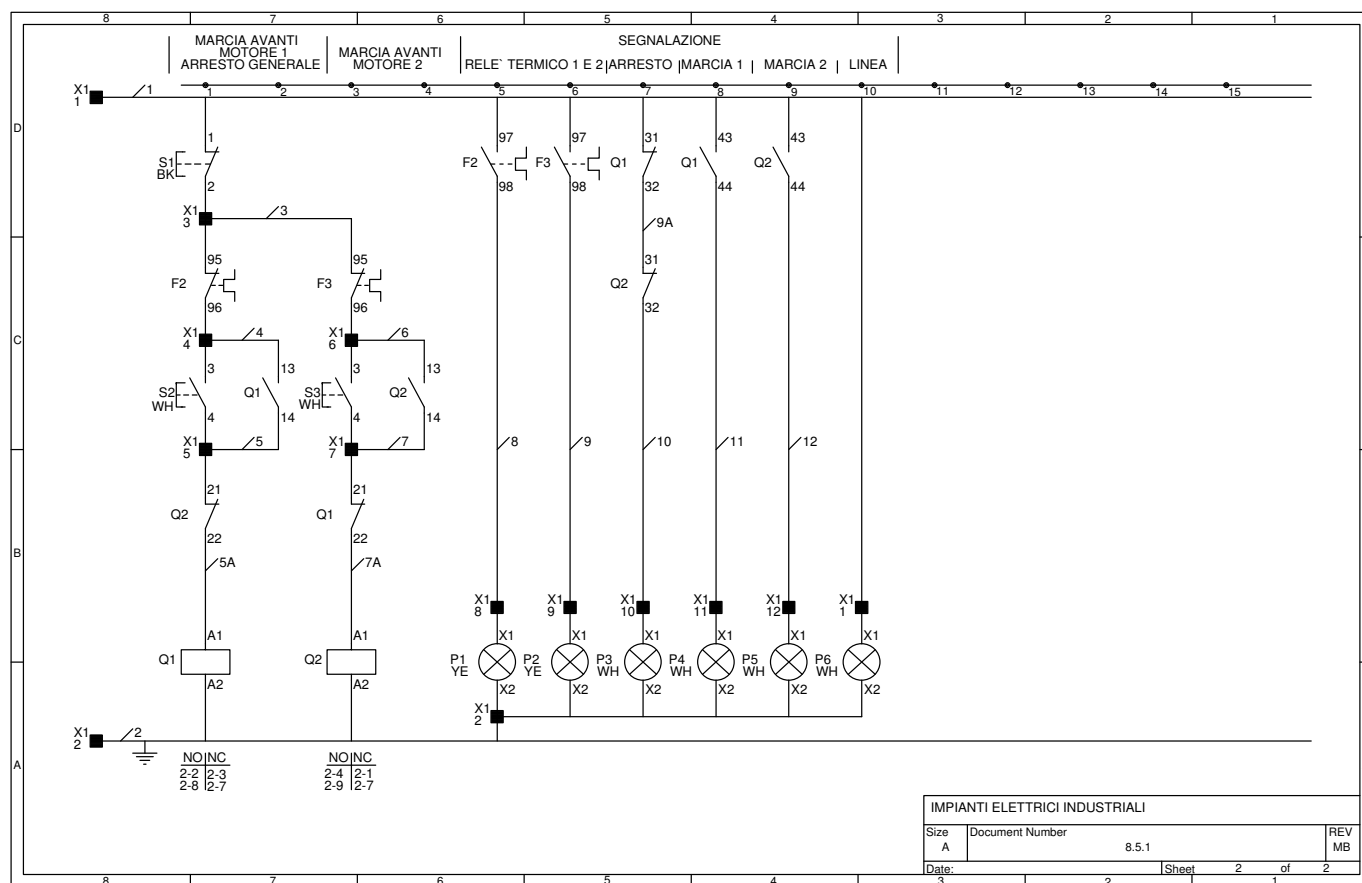 8 7 6 5 4 3 2 1
MARCIA AVANTI
MOTORE 1
ARRESTO GENERALE
MARCIA AVANTI
MOTORE 2
SEGNALAZIONE
RELE` TERMICO 1 E 2 ARRESTO MARCIA 1 MARCIA 2 LINEA
X1
1
1
1 2 3 4 5 6 7 8 9 10 11 12 13 14 15
D
1 97 97 31 43 43
S1
BK
F2 F3 Q1 Q1 Q2
2 98 98 32 44 44
X1
3
3
9A
95 95 31
F2 F3 Q2
96 96 32
C
X1
4
4
X1
6
6
3 13 3 13
S2
WH
Q1
S3
WH
Q2
4 14 4 14
X1
5
5
X1
7
7
8 9 10 11 12
21 21
Q2 Q1
22 22
B
5A 7A
X1
8
X1
9
X1
10
X1
11
X1
12
X1
1
A1 A1 X1 X1 X1 X1 X1 X1
Q1 Q2
P1
YE
P2
YE
P3
WH
P4
WH
P5
WH
P6
WH
A2 A2 X2 X2 X2 X2 X2 X2
X1
2
X1
2
2
A
NO NC NO NC
2-2 2-3 2-4 2-1
2-8 2-7 2-9 2-7
IMPIANTI ELETTRICI INDUSTRIALI
Size Document Number REV
A 8.5.1 MB
Date: Sheet 2 of 2
8 7 6 5 4 3 2 1